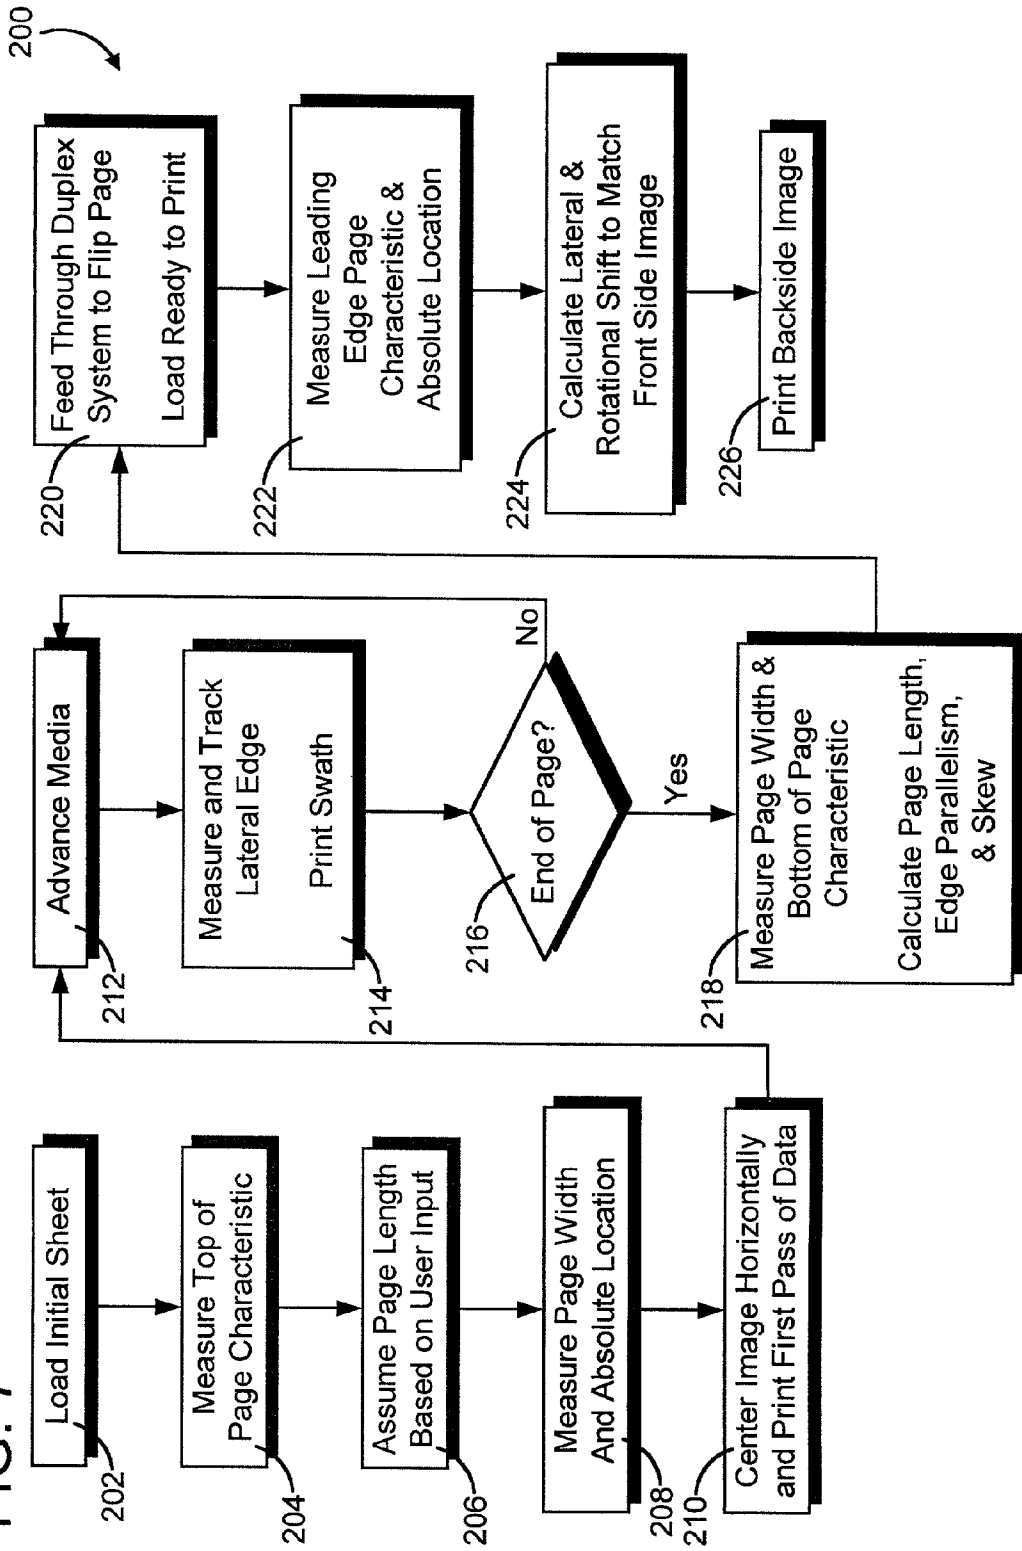 200
Load Initial Sheet
202
Measure Top of
Page Characteristic
204
Assume Page Length
Based on User Input
206
Measure Page Width
And Absolute Location
208
Center Image Horizontally
and Print First Pass of Data
210
Advance Media
212
Measure and Track
Lateral Edge
Print Swath
214
End of Page?
216
No
Yes
Measure Page Width &
Bottom of Page
Characteristic
Calculate Page Length,
Edge Parallelism,
& Skew
218
Feed Through Duplex
System to Flip Page
Load Ready to Print
220
Measure Leading
Edge Page
Characteristic &
Absolute Location
222
Calculate Lateral &
Rotational Shift to Match
Front Side Image
224
Print Backside Image
226